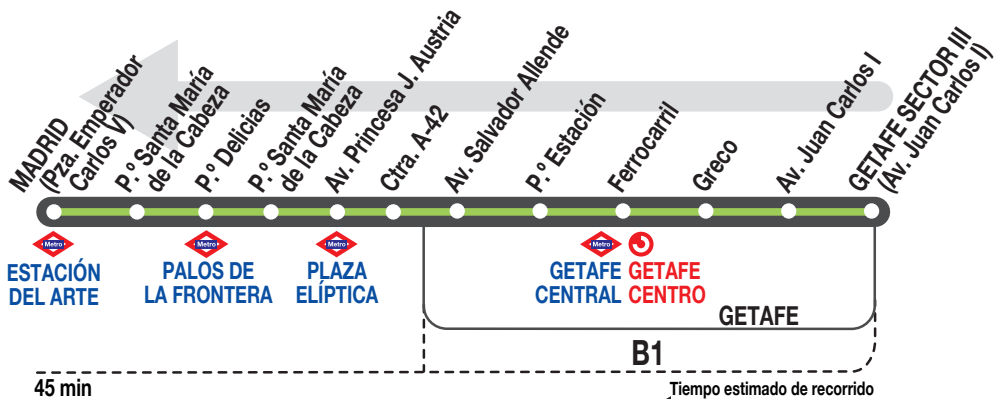 MADRID
(Pza. Emperador
Carlos V)
P.º Santa María
de la Cabeza
P.º Delicias
P.º Santa María
de la Cabeza
Av. Princesa J. Austria
Ctra. A-42
Av. Salvador Allende
P.º Estación
Ferrocarril
Greco
Av. Juan Carlos I
GETAFE SECTOR III
(Av. Juan Carlos I)
Metro
ESTACIÓN
DEL ARTE
Metro
PALOS DE
LA FRONTERA
Metro
PLAZA
ELÍPTICA
Metro
GETAFE
CENTRAL
GETAFE
CENTRO
GETAFE
B1
45 min
Tiempo estimado de recorrido